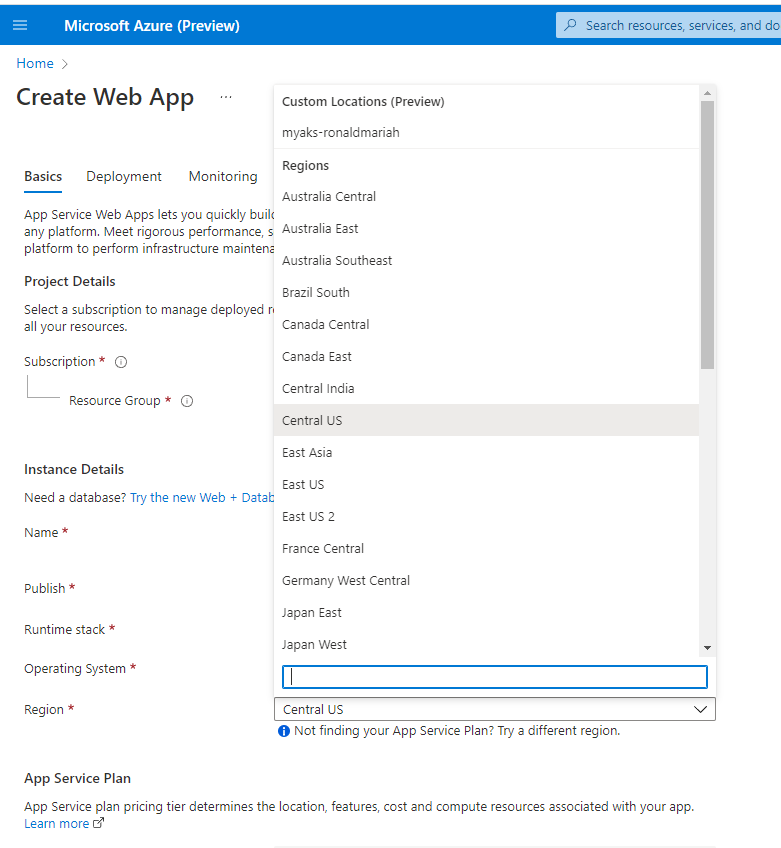 Microsoft Azure (Preview)
Search resources, services, and do
Home
Create Web App
...
Basics
Deployment
Monitoring
App Service Web Apps lets you quickly build
any platform. Meet rigorous performance, s
platform to perform infrastructure maintena
Project Details
Select a subscription to manage deployed re
all your resources.
Subscription *
Resource Group *
Instance Details
Need a database? Try the new Web + Datab
Name *
Publish *
Runtime stack *
Operating System *
Region *
Custom Locations (Preview)
myaks-ronaldmariah
Regions
Australia Central
Australia East
Australia Southeast
Brazil South
Canada Central
Canada East
Central India
Central US
East Asia
East US
East US 2
France Central
Germany West Central
Japan East
Japan West
Central US
Not finding your App Service Plan? Try a different region.
App Service Plan
App Service plan pricing tier determines the location, features, cost and compute resources associated with your app.
Learn more